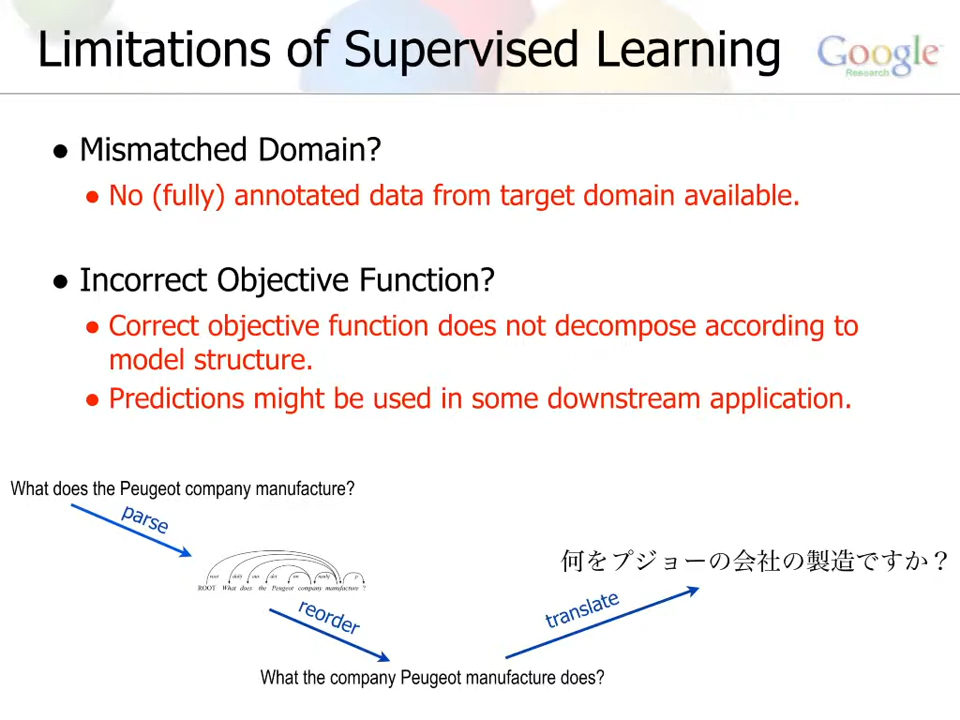 Limitations of Supervised Learning
Google
Research
● Mismatched Domain?
● No (fully) annotated data from target domain available.
● Incorrect Objective Function?
● Correct objective function does not decompose according to
model structure.
● Predictions might be used in some downstream application.
What does the Peugeot company manufacture?
parse
root
det
p
ROOT What does the Peugeot company manufacture ?
何をプジョーの会社の製造ですか？
reorder
translate
What the company Peugeot manufacture does?